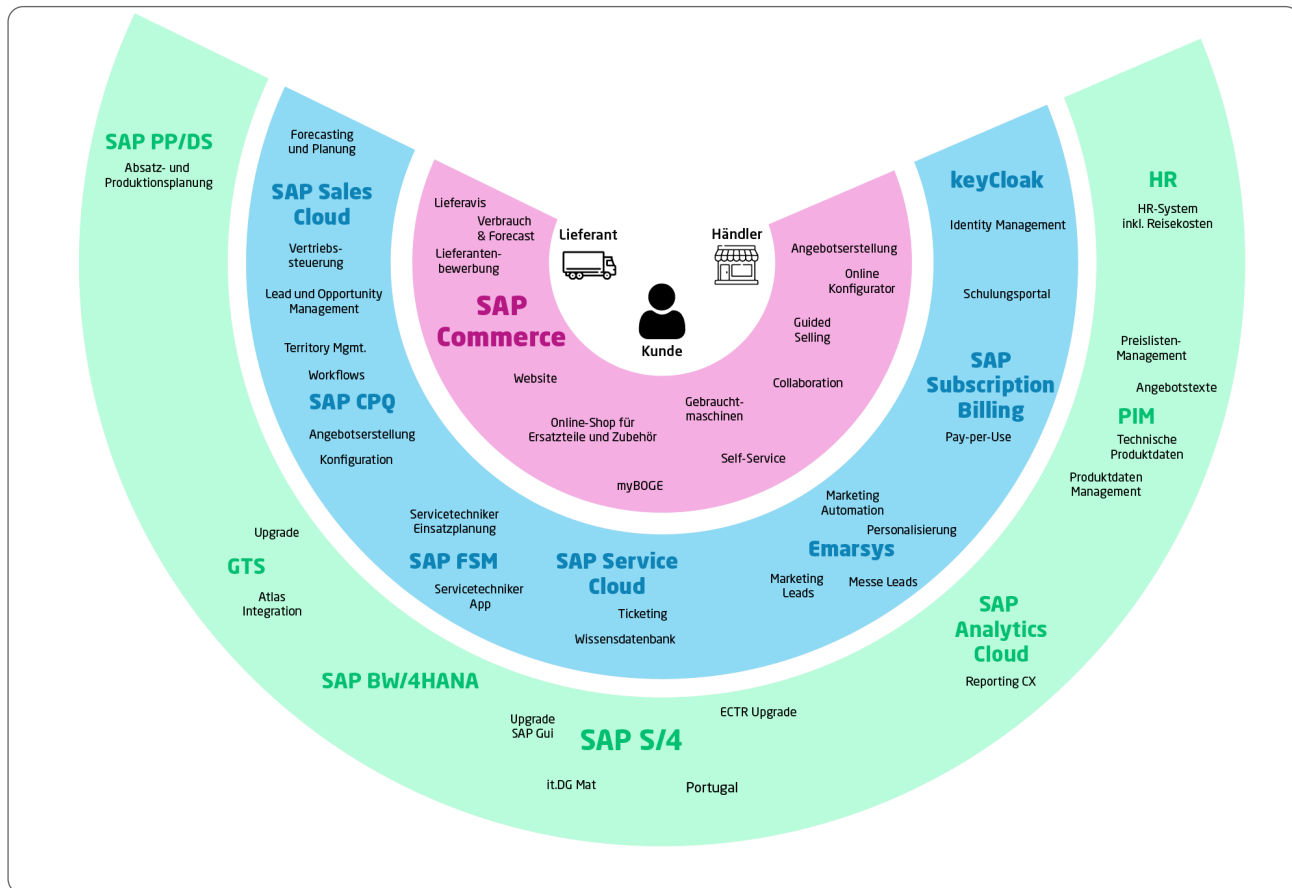 SAP PP/DS
Absatz- und
Produktionsplanung
Forecasting
und Planung
SAP Sales
Cloud
Vertriebs-
steuerung
Lead und Opportunity
Management
Territory Mgmt.
Workflows
SAP CPQ
Angebotserstellung
Konfiguration
Lieferavis
Verbrauch
& Forecast
Lieferanten-
bewerbung
SAP
Commerce
Website
Online-Shop für
Ersatzteile und Zubehör
myBOGE
Lieferant
Händler
Kunde
Angebotserstellung
Online
Konfigurator
Guided
Selling
Collaboration
Gebraucht-
maschinen
Self-Service
keyCloak
Identity Management
Schulungsportal
SAP
Subscription
Billing
Pay-per-Use
HR
HR-System
inkl. Reisekosten
Preislisten-
Management
Angebotstexte
PIM
Technische
Produktdaten
Produktdaten
Management
Marketing
Automation
Personalisierung
Emarsys
Marketing
Leads
Messe Leads
Servicetechniker
Einsatzplanung
SAP FSM
Servicetechniker
App
SAP Service
Cloud
Ticketing
Wissensdatenbank
Upgrade
GTS
Atlas
Integration
SAP BW/4HANA
Upgrade
SAP Gui
SAP S/4
ECTR Upgrade
it.DG Mat
Portugal
SAP
Analytics
Cloud
Reporting CX